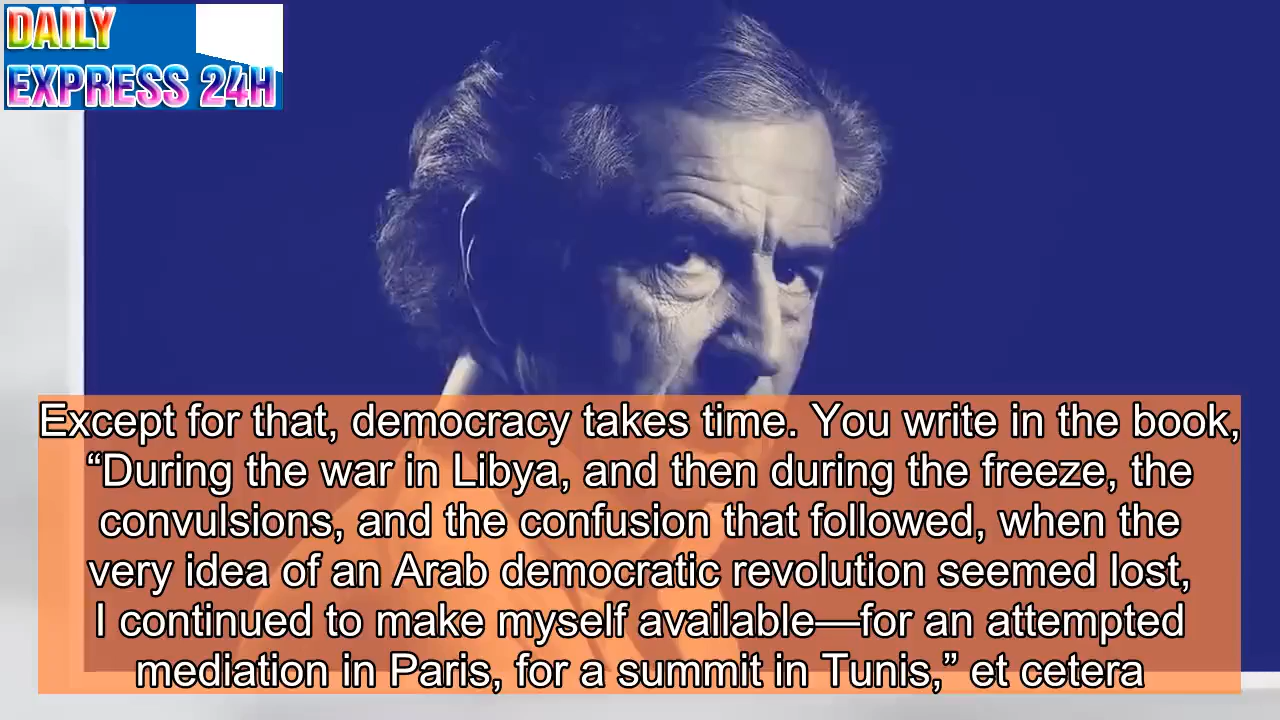 DAILY
EXPRESS 24H
Except for that, democracy takes time. You write in the book,
“During the war in Libya, and then during the freeze, the
convulsions, and the confusion that followed, when the
very idea of an Arab democratic revolution seemed lost,
I continued to make myself available—for an attempted
mediation in Paris, for a summit in Tunis,” et cetera